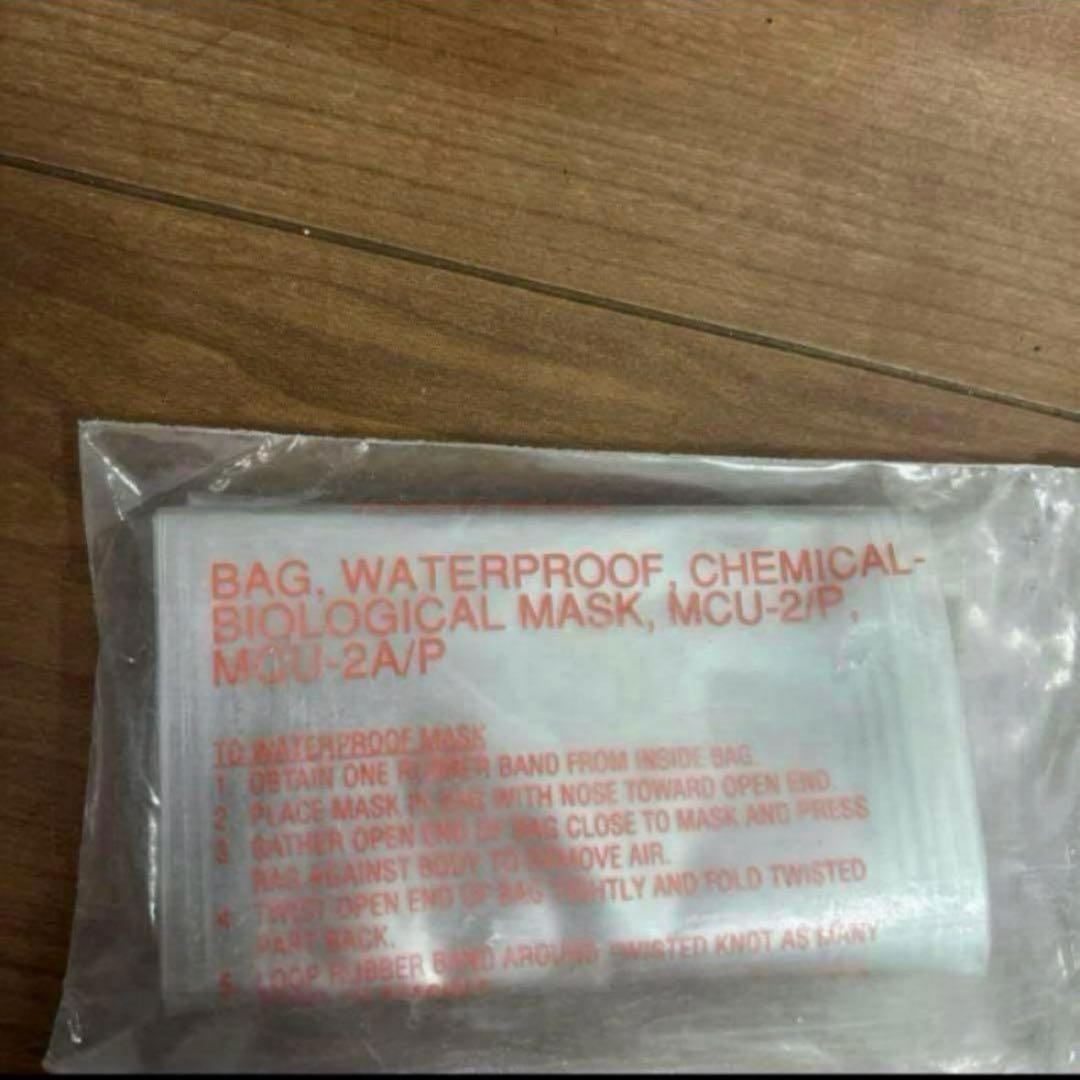 BAG, WATERPROOF, CHEMICAL-
BIOLOGICAL MASK, MCU-2/P,
MCU-2A/P
TO WATERPROOF MASK
1 OBTAIN ONE RUBBER BAND FROM INSIDE BAG.
2 PLACE MASK IN BAG WITH NOSE TOWARD OPEN END.
3 GATHER OPEN END OF BAG CLOSE TO MASK AND PRESS
BAG AGAINST BODY TO REMOVE AIR.
4 TWIST OPEN END OF BAG TIGHTLY AND FOLD TWISTED
PART BACK.
5 LOOP RUBBER BAND AROUND TWISTED KNOT AS MANY